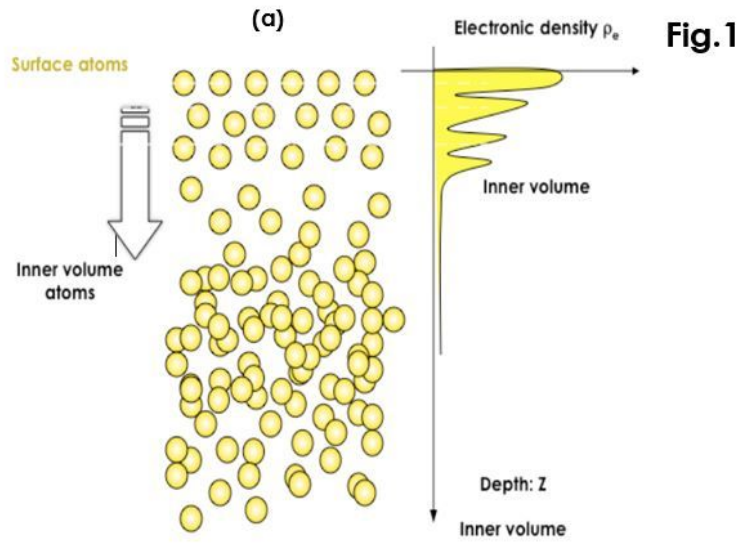 (a)
Electronic density ρe
Fig.1
Surface atoms
Inner volume
Inner volume
atoms
Depth: Z
Inner volume